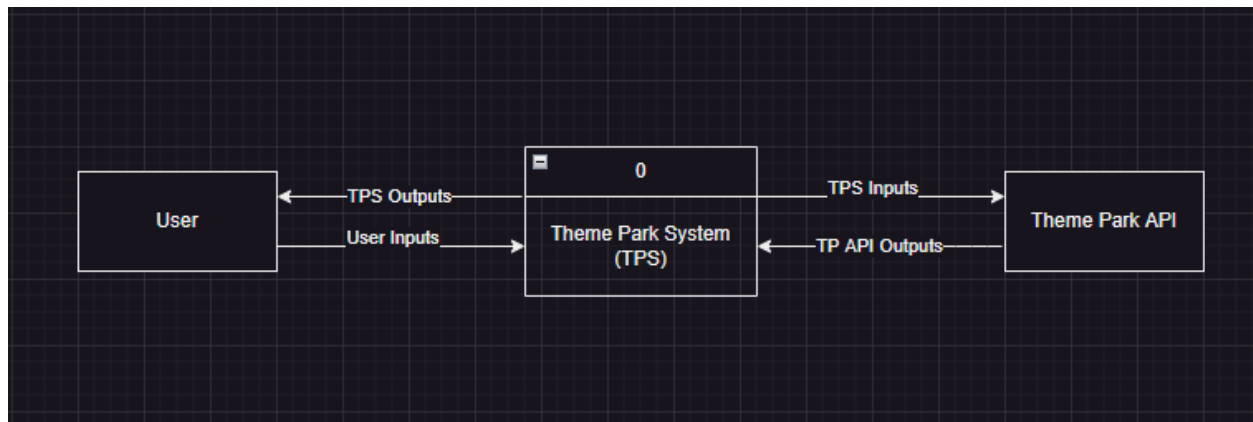 0
TPS Outputs
TPS Inputs
User
Theme Park System
(TPS)
Theme Park API
User Inputs
TP API Outputs